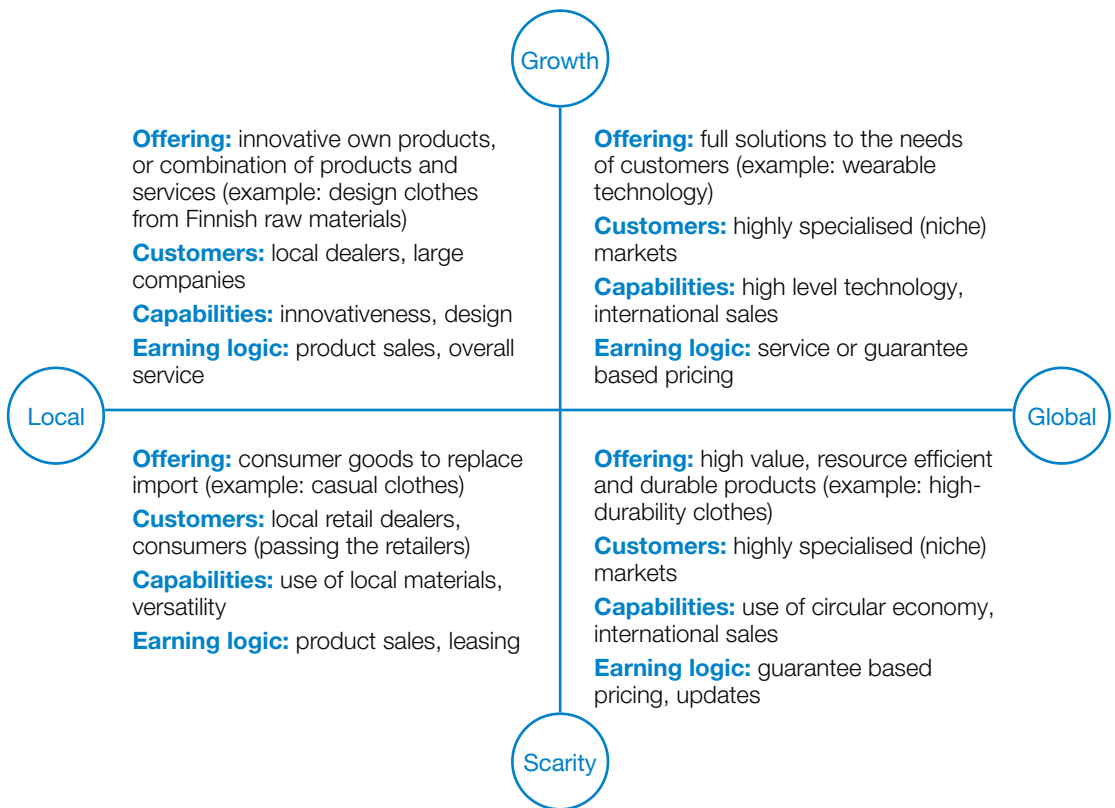 Growth
Offering: innovative own products,
or combination of products and
services (example: design clothes
from Finnish raw materials)
Customers: local dealers, large
companies
Capabilities: innovativeness, design
Earning logic: product sales, overall
service
Offering: full solutions to the needs
of customers (example: wearable
technology)
Customers: highly specialised (niche)
markets
Capabilities: high level technology,
international sales
Earning logic: service or guarantee
based pricing
Local
Global
Offering: consumer goods to replace
import (example: casual clothes)
Customers: local retail dealers,
consumers (passing the retailers)
Capabilities: use of local materials,
versatility
Earning logic: product sales, leasing
Offering: high value, resource efficient
and durable products (example: high-
durability clothes)
Customers: highly specialised (niche)
markets
Capabilities: use of circular economy,
international sales
Earning logic: guarantee based
pricing, updates
Scarity